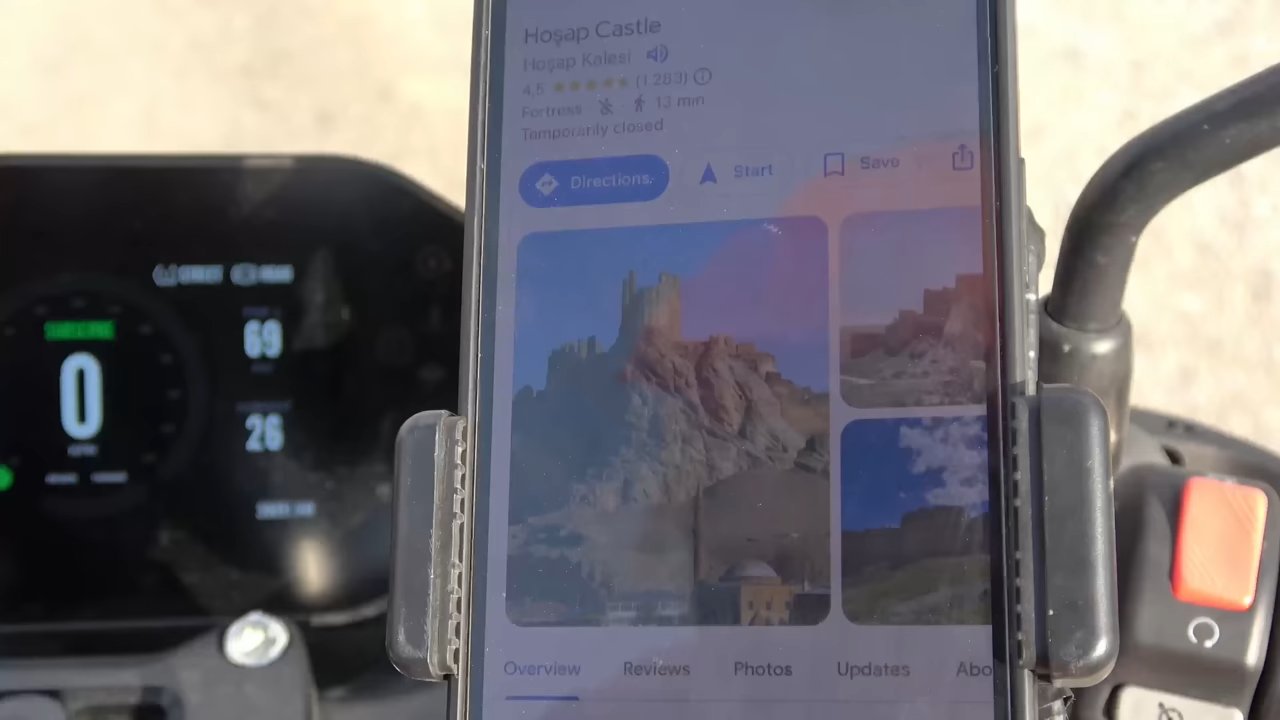 Hoşap Castle
Hoşap Kalesi
4,5 (1.283)
Fortress 13 min
Temporarily closed
Directions
Start
Save
Overview
Reviews
Photos
Updates
Abo
0
69
26